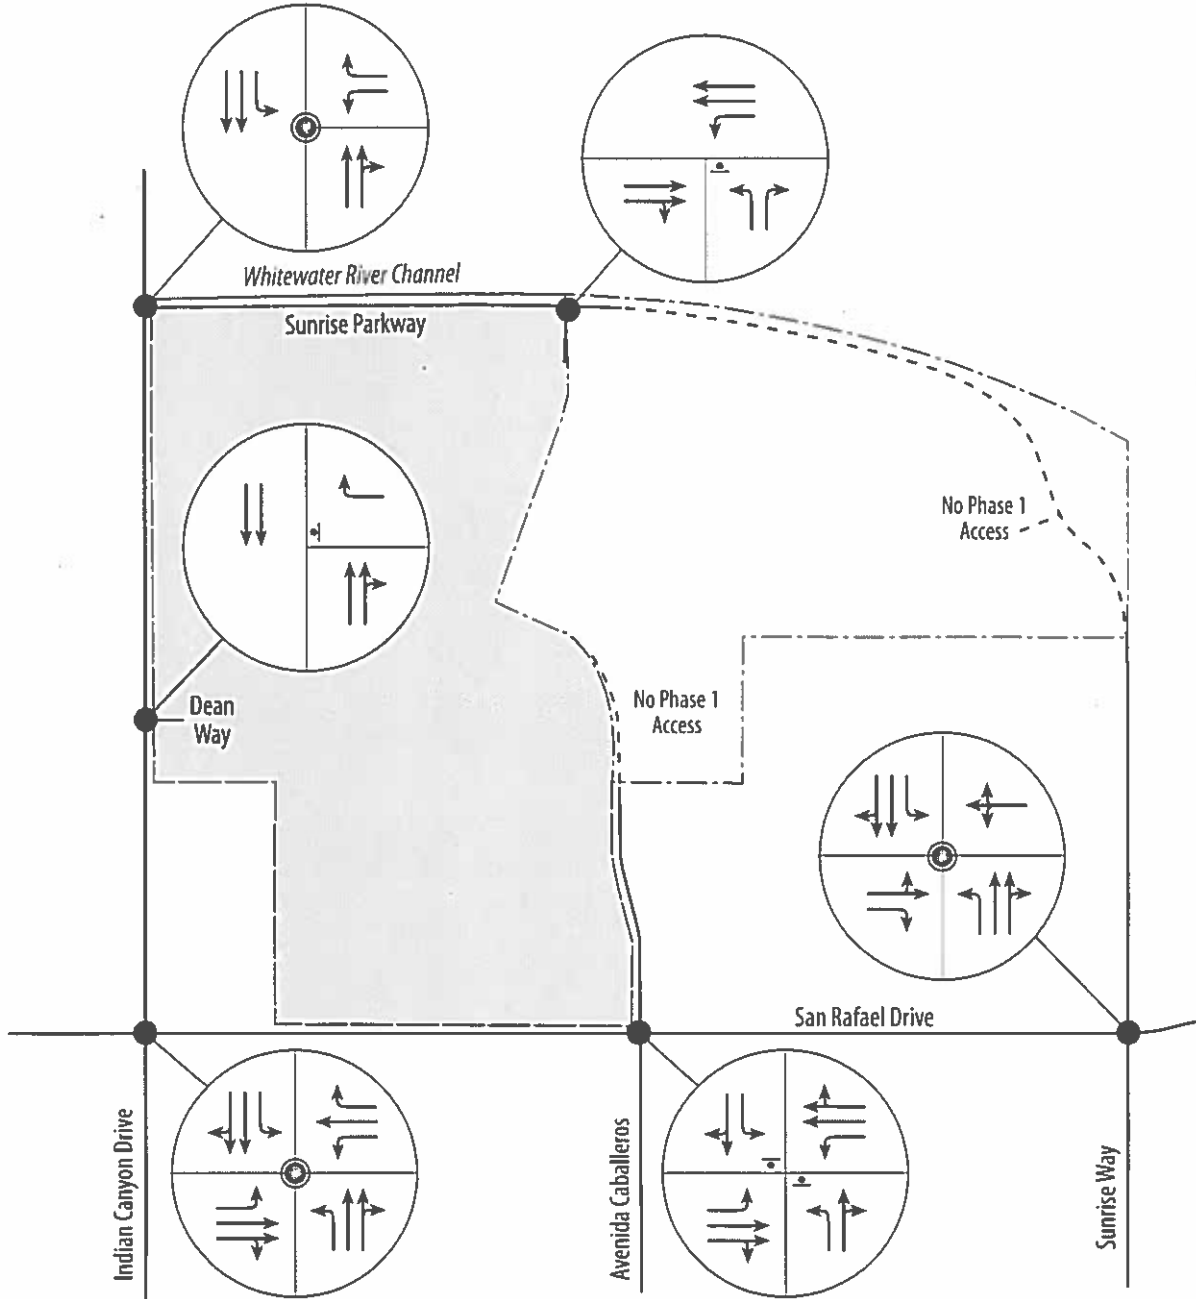 Whitewater River Channel
Sunrise Parkway
No Phase 1
Access
Dean
Way
No Phase 1
Access
San Rafael Drive
Indian Canyon Drive
Avenida Caballeros
Sunrise Way